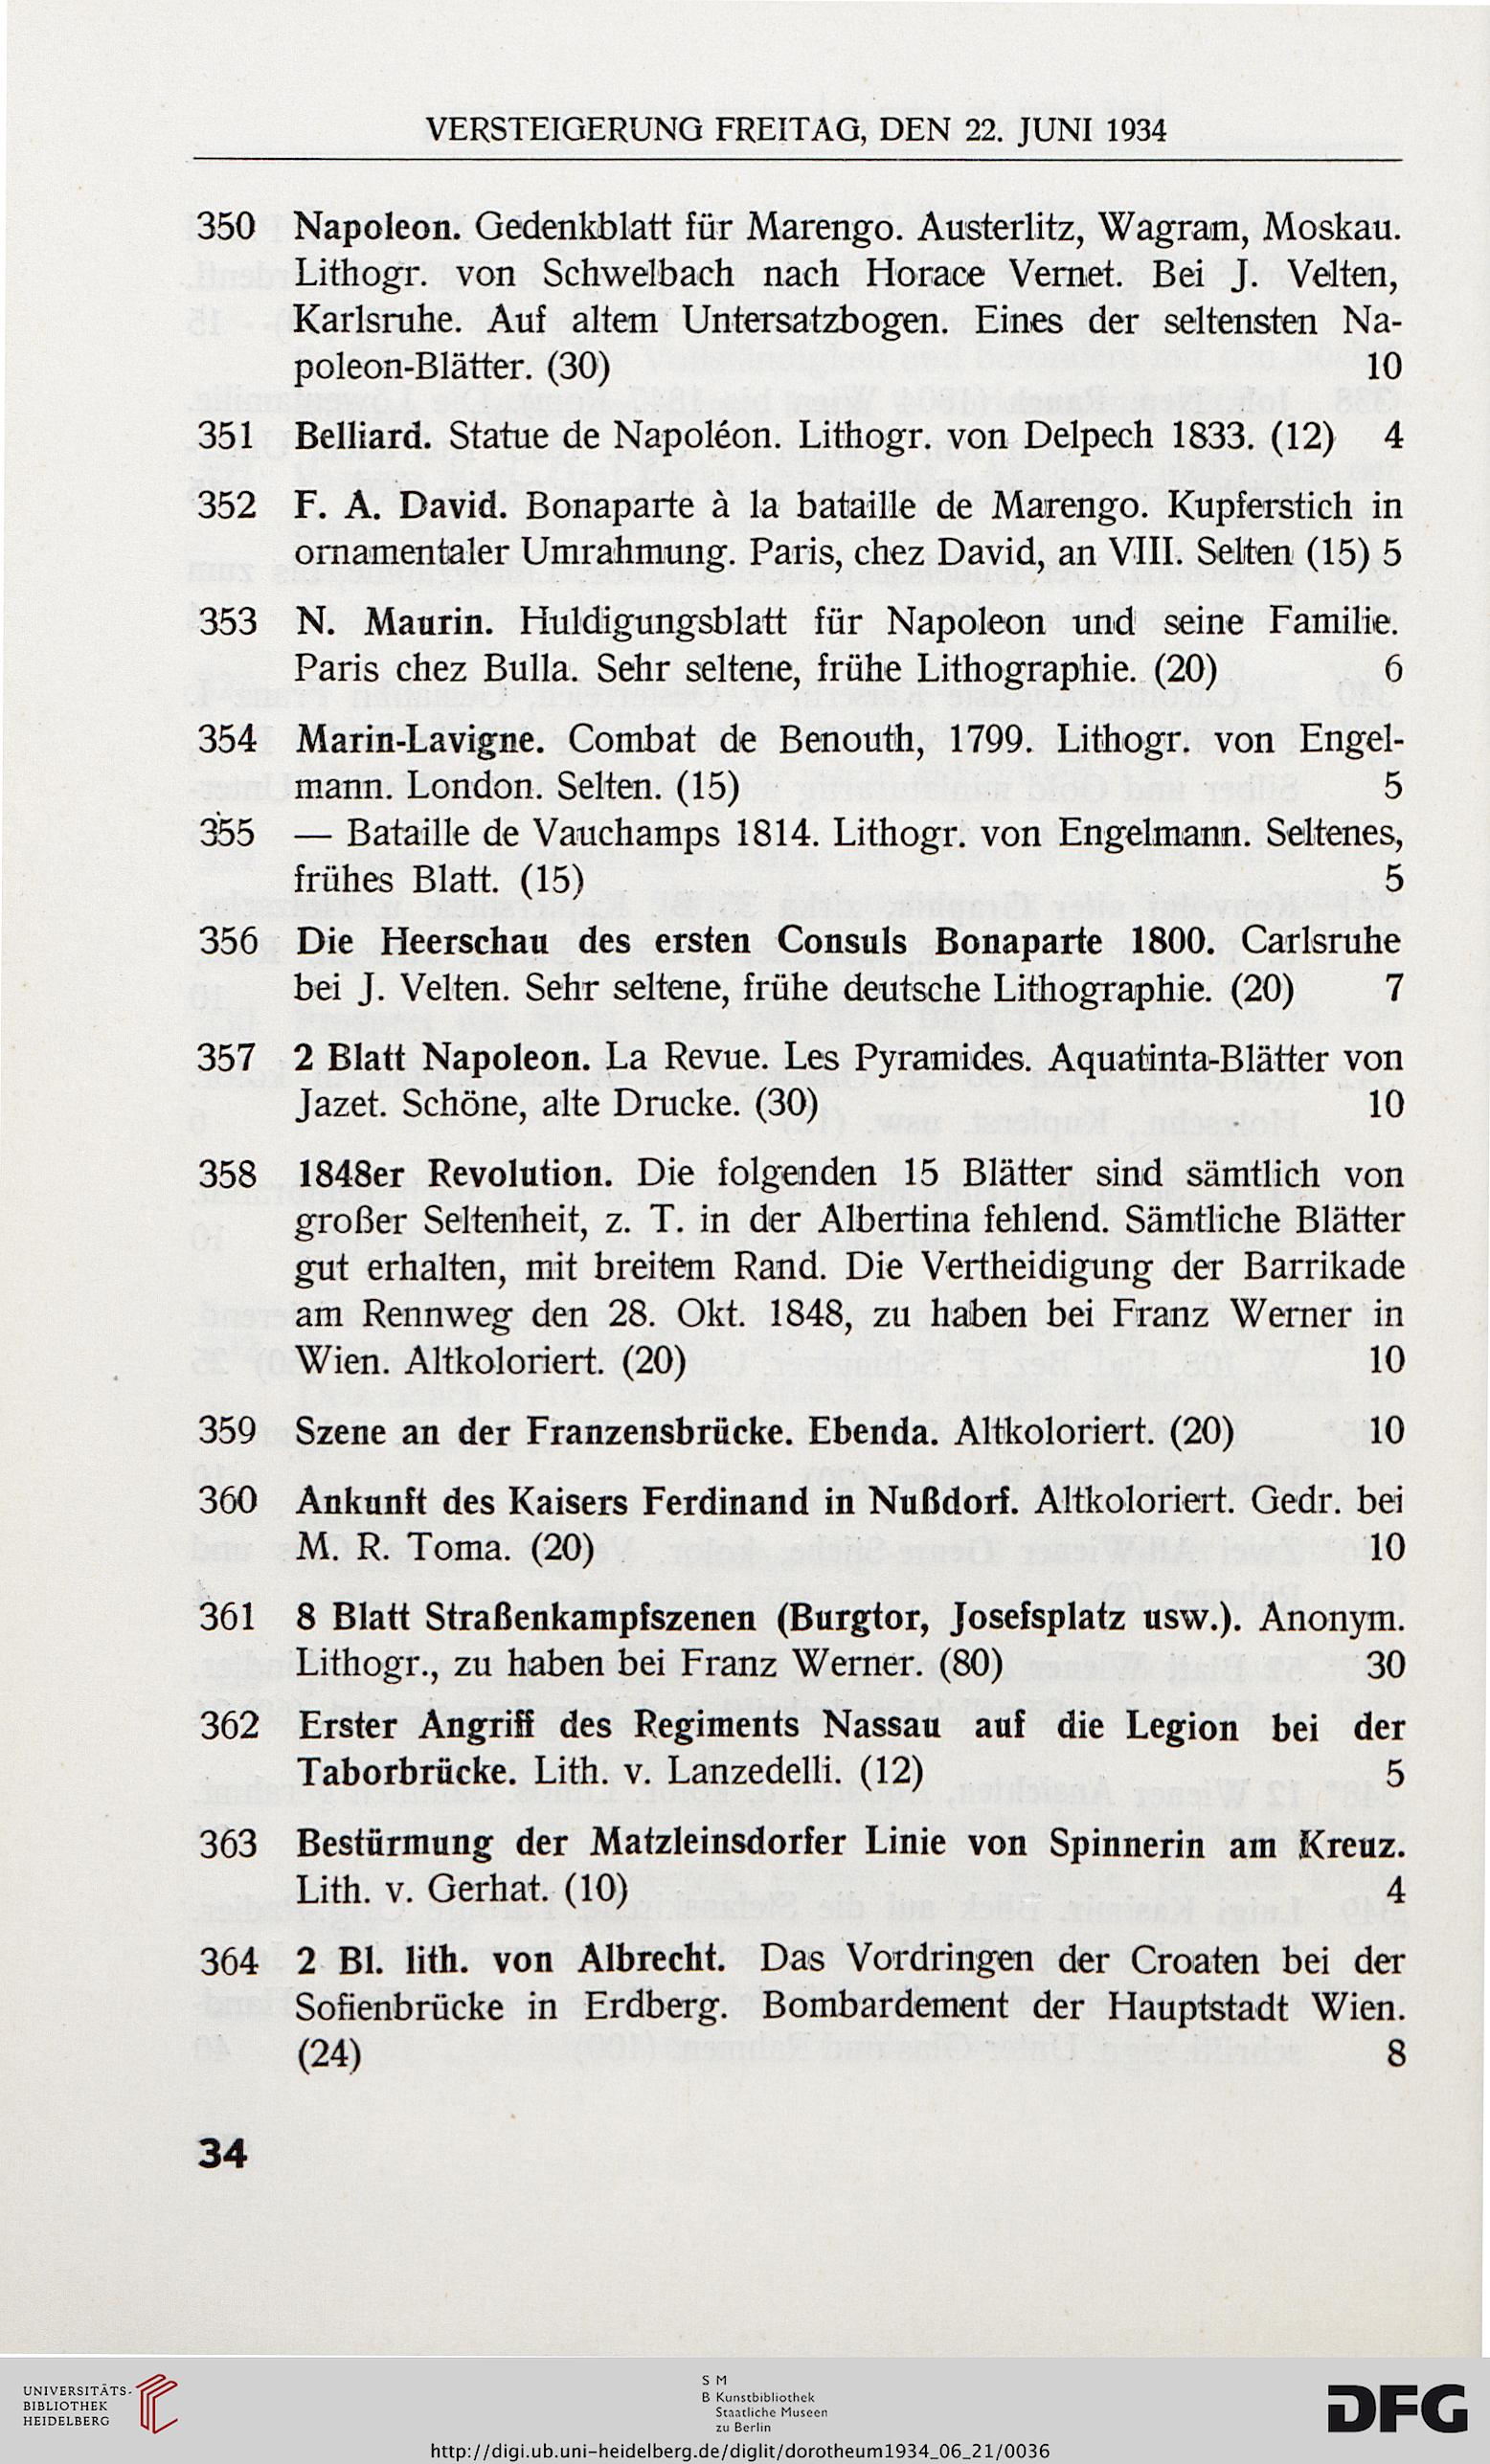 VERSTEIGERUNG FREITAG, DEN 22. JUNI 1934
350 Napoleon. Gedenkblatt für Marengo. Austerlitz, Wagram, Moskau.
Lithogr. von Schwelbach nach Horace Vernet. Bei J. Velten,
Karlsruhe. Auf altem Untersatzbogen. Eines der seltensten Na-
poleon-Blätter. (30) 10
351 Belliard. Statue de Napoléon. Lithogr. von Delpech 1833. (12) 4
352 F. A. David. Bonaparte à la bataille de Marengo. Kupferstich in
ornamentaler Umrahmung. Paris, chez David, an VIII. Selten (15) 5
353 N. Maurin. Huldigungsblatt für Napoleon und seine Familie.
Paris chez Bulla. Sehr seltene, frühe Lithographie. (20) 6
354 Marin-Lavigne. Combat de Benouth, 1799. Lithogr. von Engel-
mann. London. Selten. (15) 5
355 — Bataille de Vauchamps 1814. Lithogr. von Engelmann. Seltenes,
frühes Blatt. (15) 5
356 Die Heerschau des ersten Consuls Bonaparte 1800. Carlsruhe
bei J. Velten. Sehr seltene, frühe deutsche Lithographie. (20) 7
357 2 Blatt Napoleon. La Revue. Les Pyramides. Aquatinta-Blätter von
Jazet. Schöne, alte Drucke. (30) 10
358 1848er Revolution. Die folgenden 15 Blätter sind sämtlich von
großer Seltenheit, z. T. in der Albertina fehlend. Sämtliche Blätter
gut erhalten, mit breitem Rand. Die Vertheidigung der Barrikade
am Rennweg den 28. Okt. 1848, zu haben bei Franz Werner in
Wien. Altkoloriert. (20) 10
359 Szene an der Franzensbrücke. Ebenda. Altkoloriert. (20) 10
360 Ankunft des Kaisers Ferdinand in Nußdorf. Altkoloriert. Gedr. bei
M. R. Toma. (20) 10
361 8 Blatt Straßenkampfszenen (Burgtor, Josefsplatz usw.). Anonym.
Lithogr., zu haben bei Franz Werner. (80) 30
362 Erster Angriff des Regiments Nassau auf die Legion bei der
Taborbrücke. Lith. v. Lanzedelli. (12) 5
363 Bestürmung der Matzleinsdorfer Linie von Spinnerin am Kreuz.
Lith. v. Gerhat. (10) 4
364 2 Bl. lith. von Albrecht. Das Vordringen der Croaten bei der
Sofienbrücke in Erdberg. Bombardement der Hauptstadt Wien.
(24) 8
34
UNIVERSITÄTS-
BIBLIOTHEK
HEIDELBERG
S M
B Kunstbibliothek
Staatliche Museen
zu Berlin
DFG
http://digi.ub.uni-heidelberg.de/diglit/dorotheum1934_06_21/0036